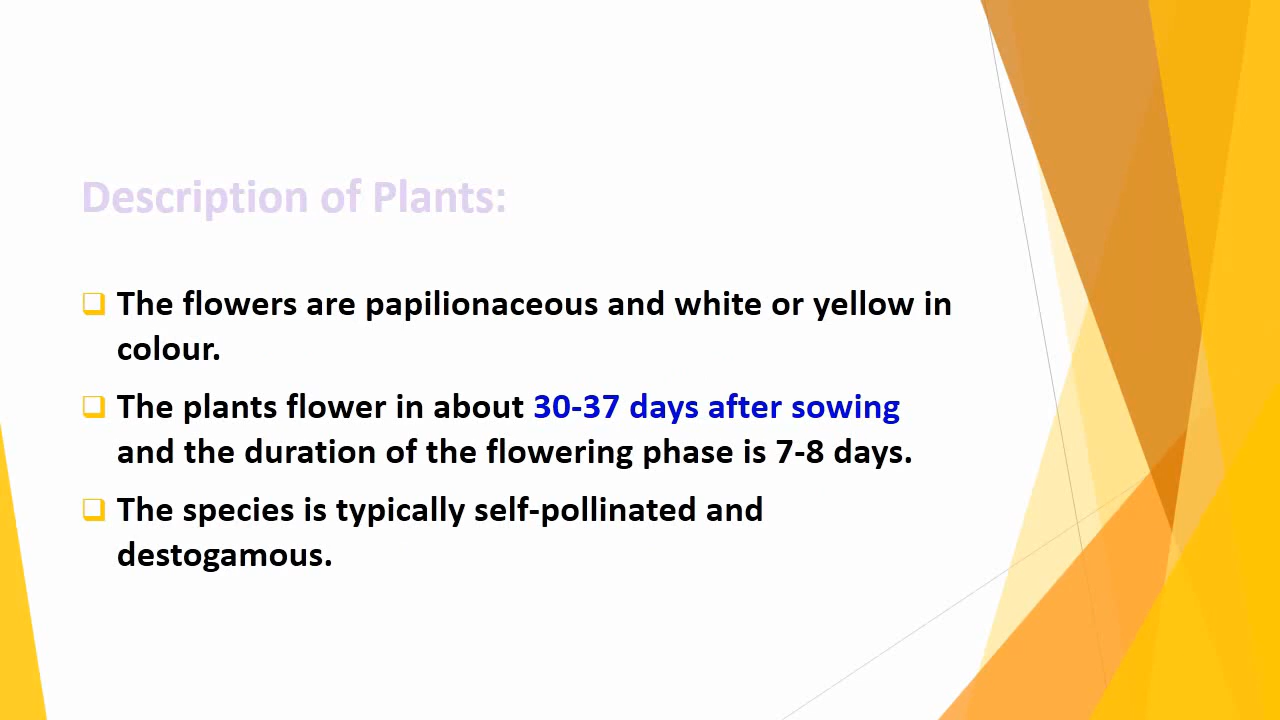 Description of Plants:
The flowers are papilionaceous and white or yellow in
colour.
The plants flower in about 30-37 days after sowing
and the duration of the flowering phase is 7-8 days.
The species is typically self-pollinated and
destogamous.